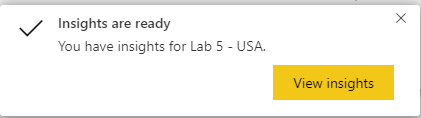 Insights are ready
You have insights for Lab 5 - USA.
View insights